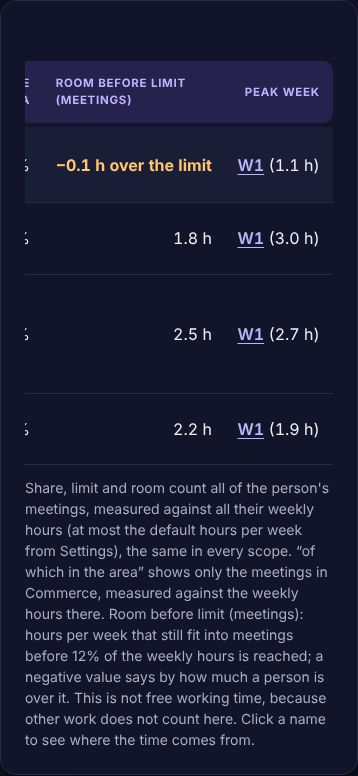 ROOM BEFORE LIMIT
(MEETINGS)
PEAK WEEK
−0.1 h over the limit W1 (1.1 h)
1.8 h W1 (3.0 h)
2.5 h W1 (2.7 h)
2.2 h W1 (1.9 h)
Share, limit and room count all of the person's
meetings, measured against all their weekly
hours (at most the default hours per week
from Settings), the same in every scope. “of
which in the area” shows only the meetings in
Commerce, measured against the weekly
hours there. Room before limit (meetings):
hours per week that still fit into meetings
before 12% of the weekly hours is reached; a
negative value says by how much a person is
over it. This is not free working time, because
other work does not count here. Click a name
to see where the time comes from.